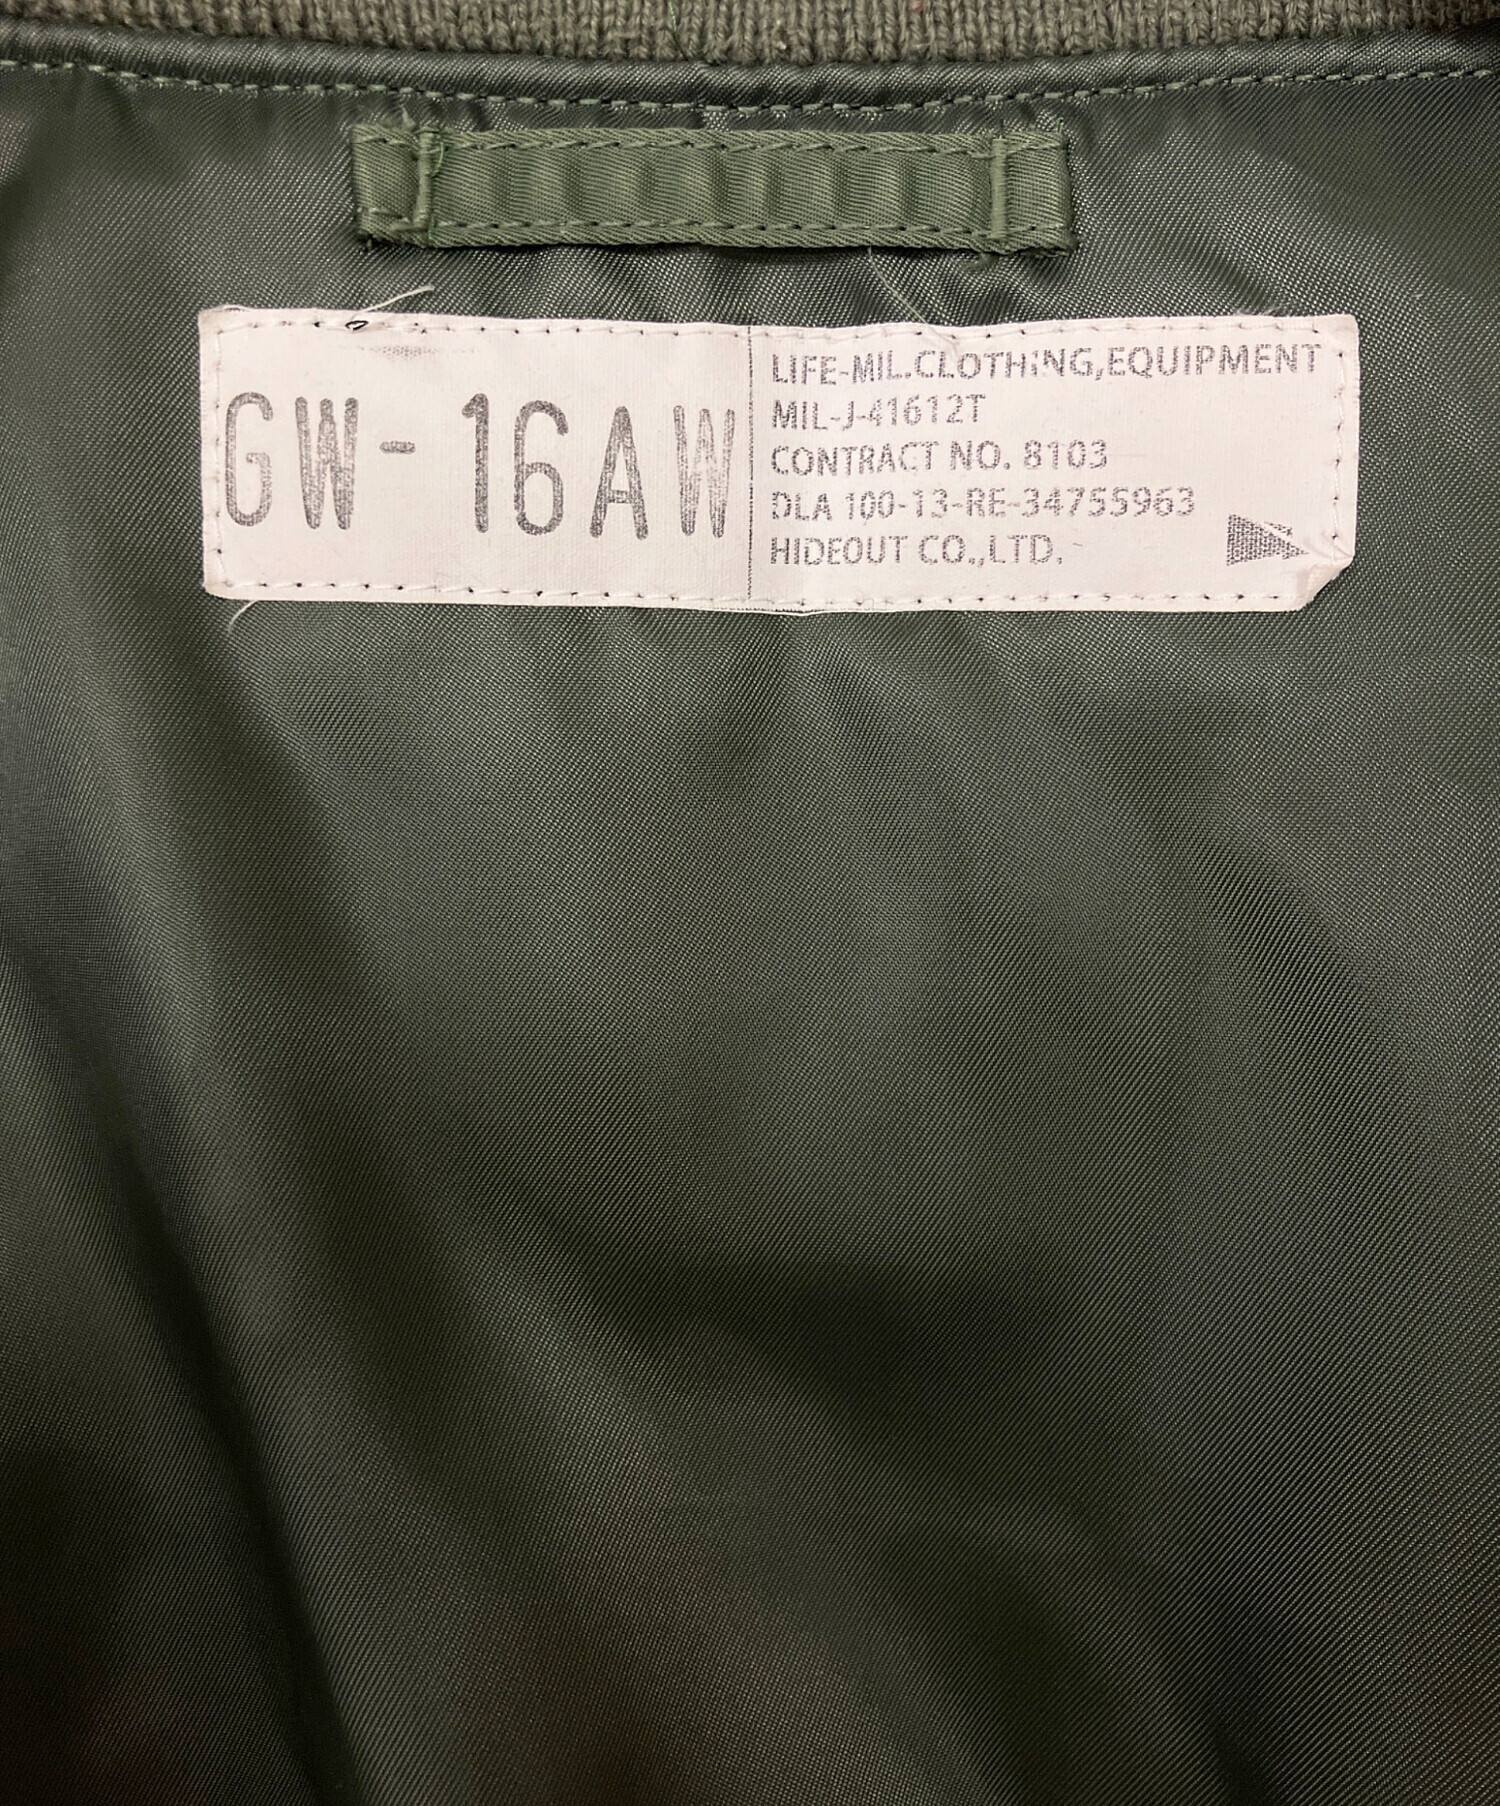 GW-16AW
LIFE-MIL.CLOTHING,EQUIPMENT
MIL-J-41612T
CONTRACT NO. 8103
DLA 100-13-RE-34755963
HIDEOUT CO.,LTD.